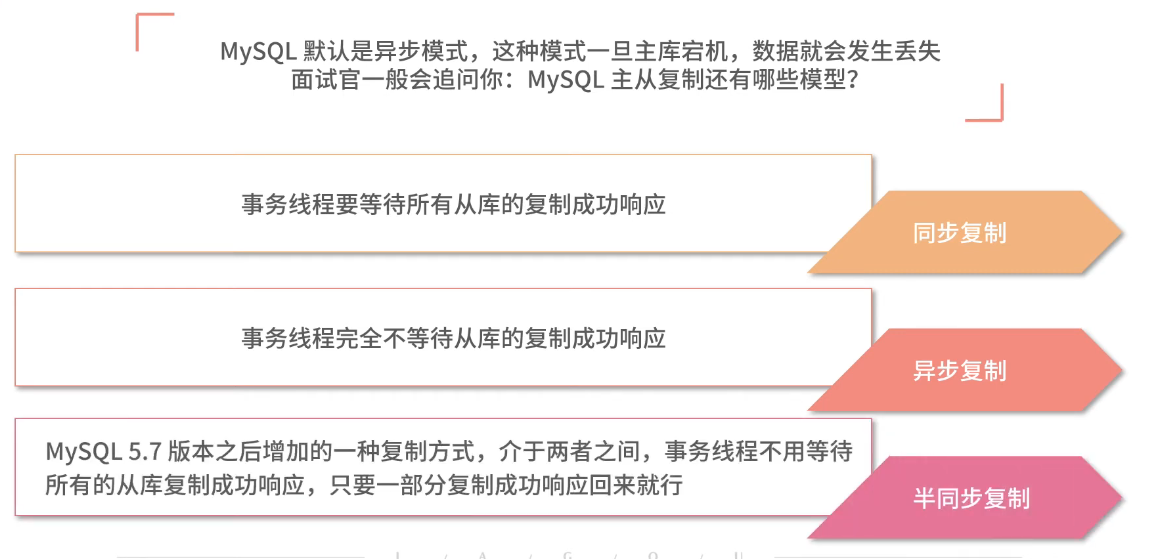 MySQL 默认是异步模式，这种模式一旦主库宕机，数据就会发生丢失
面试官一般会追问你：MySQL 主从复制还有哪些模型？
事务线程要等待所有从库的复制成功响应
同步复制
事务线程完全不等待从库的复制成功响应
异步复制
MySQL 5.7 版本之后增加的一种复制方式，介于两者之间，事务线程不用等待
所有的从库复制成功响应，只要一部分复制成功响应回来就行
半同步复制